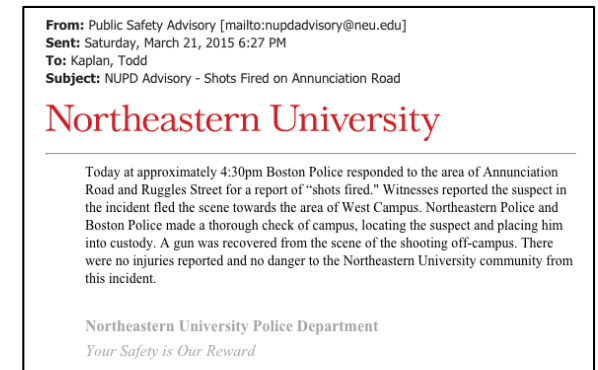 From: Public Safety Advisory [mailto:nupdadvisory@neu.edu]
Sent: Saturday, March 21, 2015 6:27 PM
To: Kaplan, Todd
Subject: NUPD Advisory - Shots Fired on Annunciation Road
Northeastern University
Today at approximately 4:30pm Boston Police responded to the area of Annunciation
Road and Ruggles Street for a report of “shots fired." Witnesses reported the suspect in
the incident fled the scene towards the area of West Campus. Northeastern Police and
Boston Police made a thorough check of campus, locating the suspect and placing him
into custody. A gun was recovered from the scene of the shooting off-campus. There
were no injuries reported and no danger to the Northeastern University community from
this incident.
Northeastern University Police Department
Your Safety is Our Reward